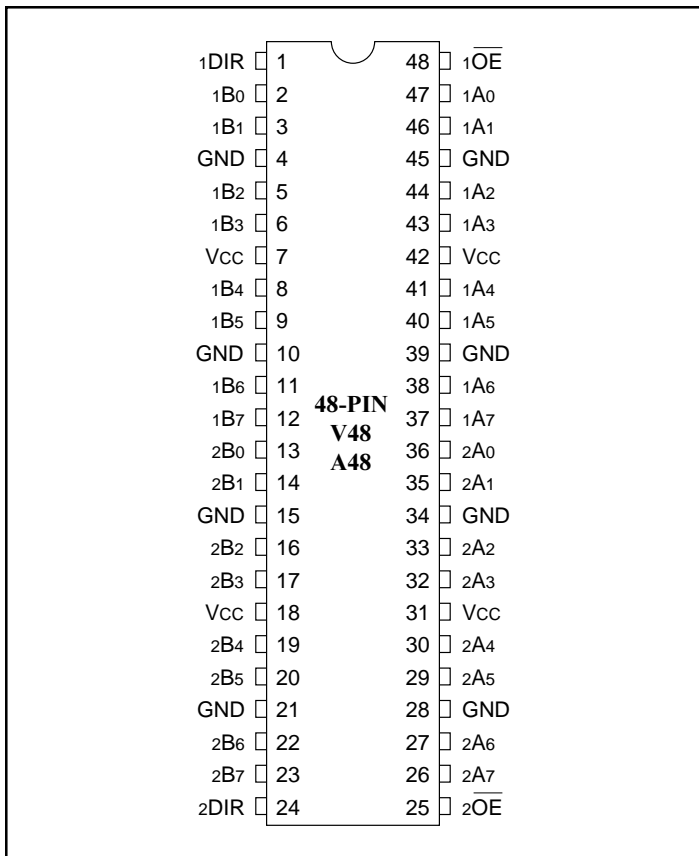 1DIR 1 48 1O̅E̅
1B0 2 47 1A0
1B1 3 46 1A1
GND 4 45 GND
1B2 5 44 1A2
1B3 6 43 1A3
VCC 7 42 VCC
1B4 8 41 1A4
1B5 9 40 1A5
GND 10 39 GND
1B6 11 38 1A6
48-PIN
1B7 12 37 1A7
V48
2B0 13 36 2A0
A48
2B1 14 35 2A1
GND 15 34 GND
2B2 16 33 2A2
2B3 17 32 2A3
VCC 18 31 VCC
2B4 19 30 2A4
2B5 20 29 2A5
GND 21 28 GND
2B6 22 27 2A6
2B7 23 26 2A7
2DIR 24 25 2O̅E̅